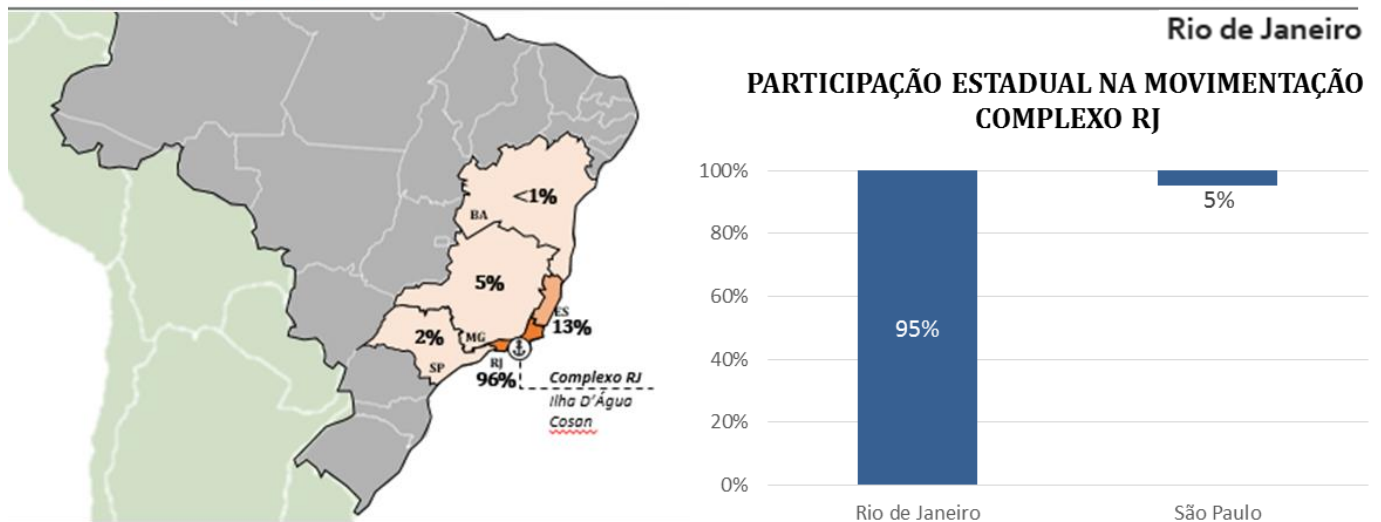 Rio de Janeiro
<1%
BA
5%
ES
13%
2%
MG
SP
RJ
96%
Complexo RJ
Ilha D'Água
Cosan
PARTICIPAÇÃO ESTADUAL NA MOVIMENTAÇÃO
COMPLEXO RJ
100%
80%
60%
40%
20%
0%
95%
5%
Rio de Janeiro
São Paulo